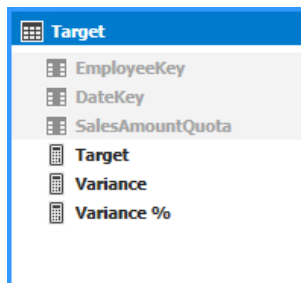 Target
EmployeeKey
DateKey
SalesAmountQuota
Target
Variance
Variance %